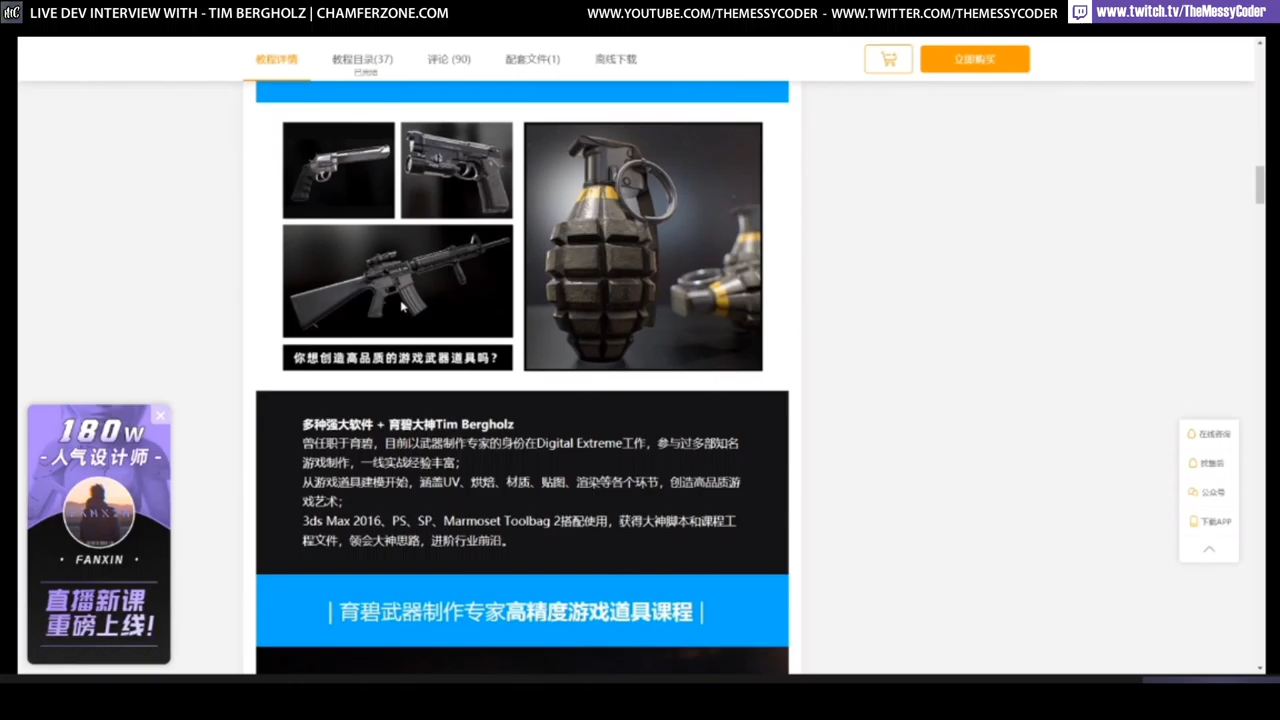 LIVE DEV INTERVIEW WITH - TIM BERGHOLZ | CHAMFERZONE.COM
WWW.YOUTUBE.COM/THEMESSYCODER - WWW.TWITTER.COM/THEMESSYCODER
www.twitch.tv/TheMessyCoder
教程详情
教程目录(37)
已完结
评论 (90)
配套文件(1)
离线下载
立即购买
你想创造高品质的游戏武器道具吗？
多种强大软件 + 育碧大神Tim Bergholz
曾任职于育碧，目前以武器制作专家的身份在Digital Extreme工作，参与过多部知名
游戏制作，一线实战经验丰富；
从游戏道具建模开始，涵盖UV、烘焙、材质、贴图、渲染等各个环节，创造高品质游
戏艺术；
3ds Max 2016、PS、SP、Marmoset Toolbag 2搭配使用，获得大神脚本和课程工
程文件，领会大神思路，进阶行业前沿。
| 育碧武器制作专家高精度游戏道具课程 |
180W
-人气设计师-
FANXIN
· FANXIN ·
直播新课
重磅上线!
在线咨询
找售后
公众号
下载APP